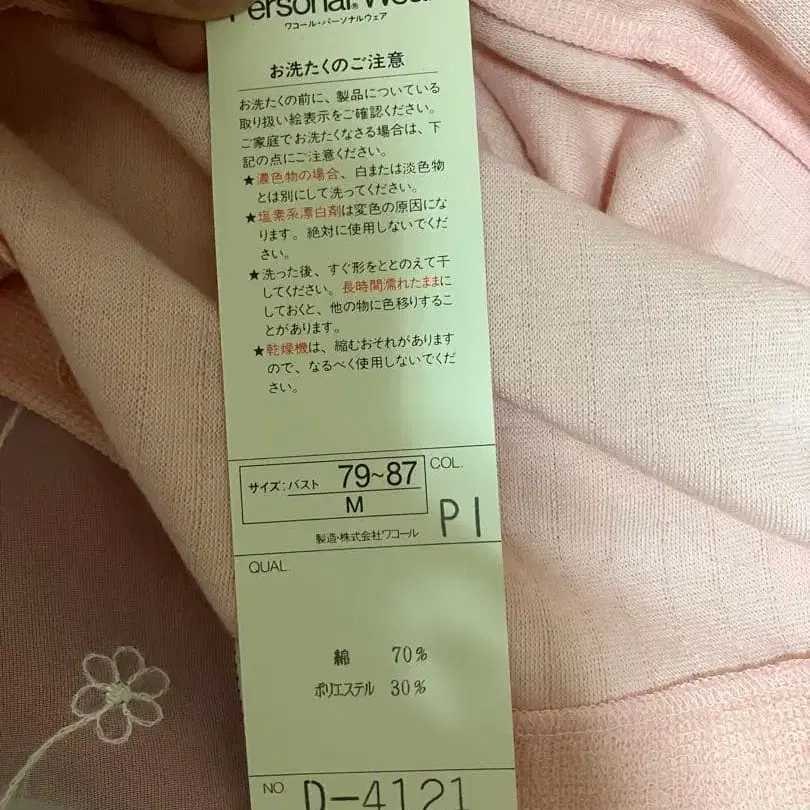 Personal® Wear
ワコール・パーソナルウェア
お洗たくのご注意
お洗たくの前に、製品についている
取り扱い絵表示をご確認ください。
ご家庭でお洗たくなさる場合は、下
記の点にご注意ください。
★濃色物の場合、白または淡色物
とは別にして洗ってください。
★塩素系漂白剤は変色の原因にな
ります。絶対に使用しないでくだ
さい。
★洗った後、すぐ形をととのえて干
してください。長時間濡れたままに
しておくと、他の物に色移りするこ
とがあります。
★乾燥機は、縮むおそれがあります
ので、なるべく使用しないでくだ
さい。
サイズ:バスト 79~87
M
COL.
PI
製造・株式会社ワコール
QUAL.
綿 70%
ポリエステル 30%
NO. D-4121